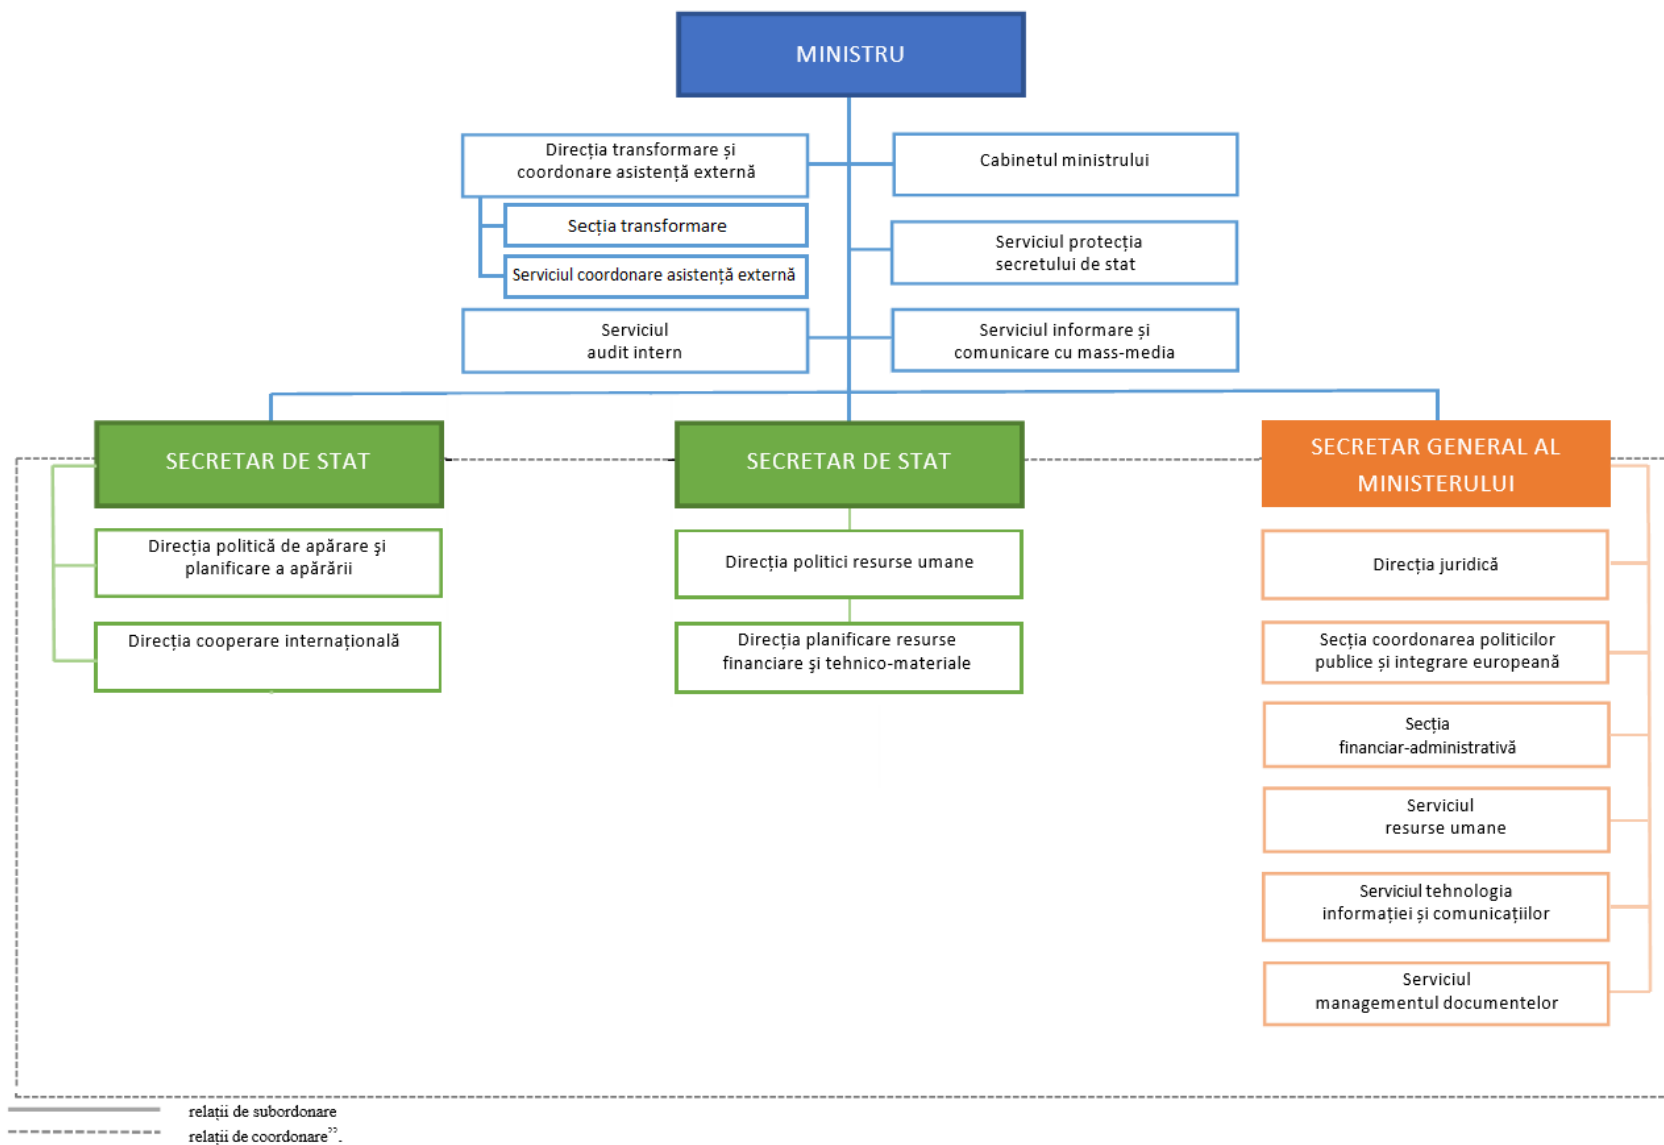 MINISTRU
Direcția transformare și
coordonare asistență externă
Cabinetul ministrului
Secția transformare
Serviciul protecția
secretului de stat
Serviciul coordonare asistență externă
Serviciul
audit intern
Serviciul informare și
comunicare cu mass-media
SECRETAR DE STAT
SECRETAR DE STAT
SECRETAR GENERAL AL
MINISTERULUI
Direcția politică de apărare şi
planificare a apărării
Direcția cooperare internațională
Direcția politici resurse umane
Direcția planificare resurse
financiare şi tehnico-materiale
Direcția juridică
Secția coordonarea politicilor
publice și integrare europeană
Secția
financiar-administrativă
Serviciul
resurse umane
Serviciul tehnologia
informației și comunicațiilor
Serviciul
managementul documentelor
relații de subordonare
relații de coordonare”.